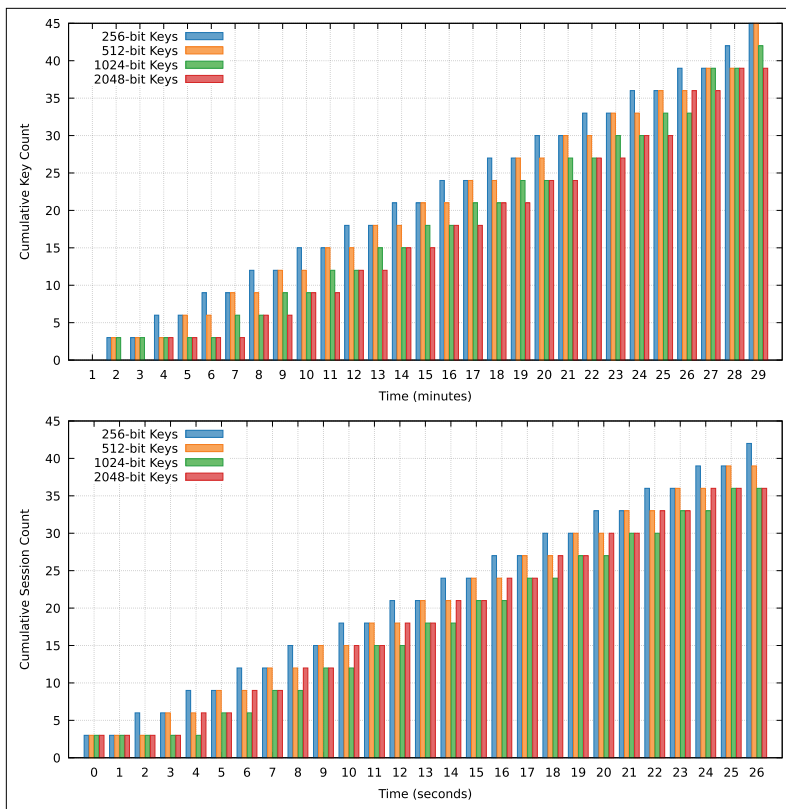 45
40
35
30
25
20
15
10
5
0
Cumulative Key Count
256-bit Keys
512-bit Keys
1024-bit Keys
2048-bit Keys
1 2 3 4 5 6 7 8 9 10 11 12 13 14 15 16 17 18 19 20 21 22 23 24 25 26 27 28 29
Time (minutes)
45
40
35
30
25
20
15
10
5
0
Cumulative Session Count
256-bit Keys
512-bit Keys
1024-bit Keys
2048-bit Keys
0 1 2 3 4 5 6 7 8 9 10 11 12 13 14 15 16 17 18 19 20 21 22 23 24 25 26
Time (seconds)